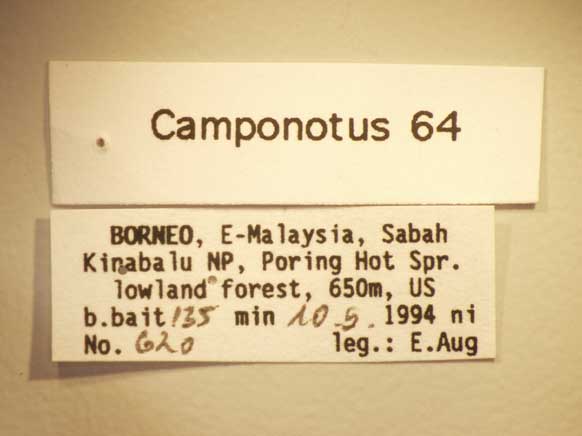 Camponotus 64
BORNEO, E-Malaysia, Sabah
Kinabalu NP, Poring Hot Spr.
lowland forest, 650m, US
b.bait 135 min 10.5. 1994 ni
No. 620 leg.: E.Aug